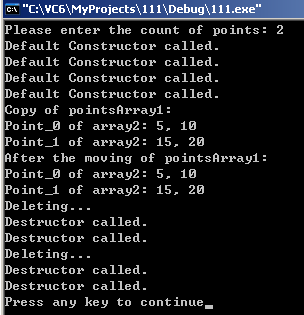 "C:\VC6\MyProjects\111\Debug\111.exe"
Please enter the count of points: 2
Default Constructor called.
Default Constructor called.
Default Constructor called.
Default Constructor called.
Copy of pointsArray1:
Point_0 of array2: 5, 10
Point_1 of array2: 15, 20
After the moving of pointsArray1:
Point_0 of array2: 5, 10
Point_1 of array2: 15, 20
Deleting...
Destructor called.
Destructor called.
Deleting...
Destructor called.
Destructor called.
Press any key to continue_